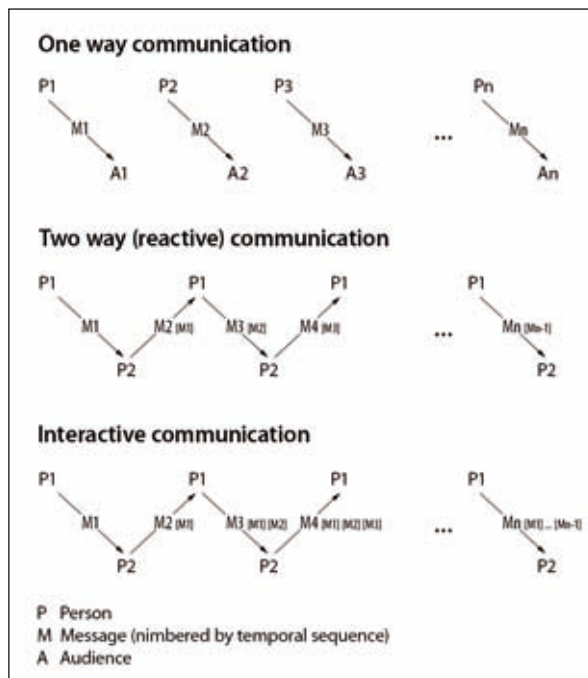 One way communication
P1 P2 P3 Pn
M1 M2 M3 ... Mn
A1 A2 A3 An
Two way (reactive) communication
P1 P1 P1 P1
M1 M2 [M1] M3 [M2] M4 [M3] ... Mn [Mn-1]
P2 P2 P2
Interactive communication
P1 P1 P1 P1
M1 M2 [M1] M3 [M1] [M2] M4 [M1] [M2] [M3] ... Mn [M1] ... [Mn-1]
P2 P2 P2
P Person
M Message (nimbered by temporal sequence)
A Audience